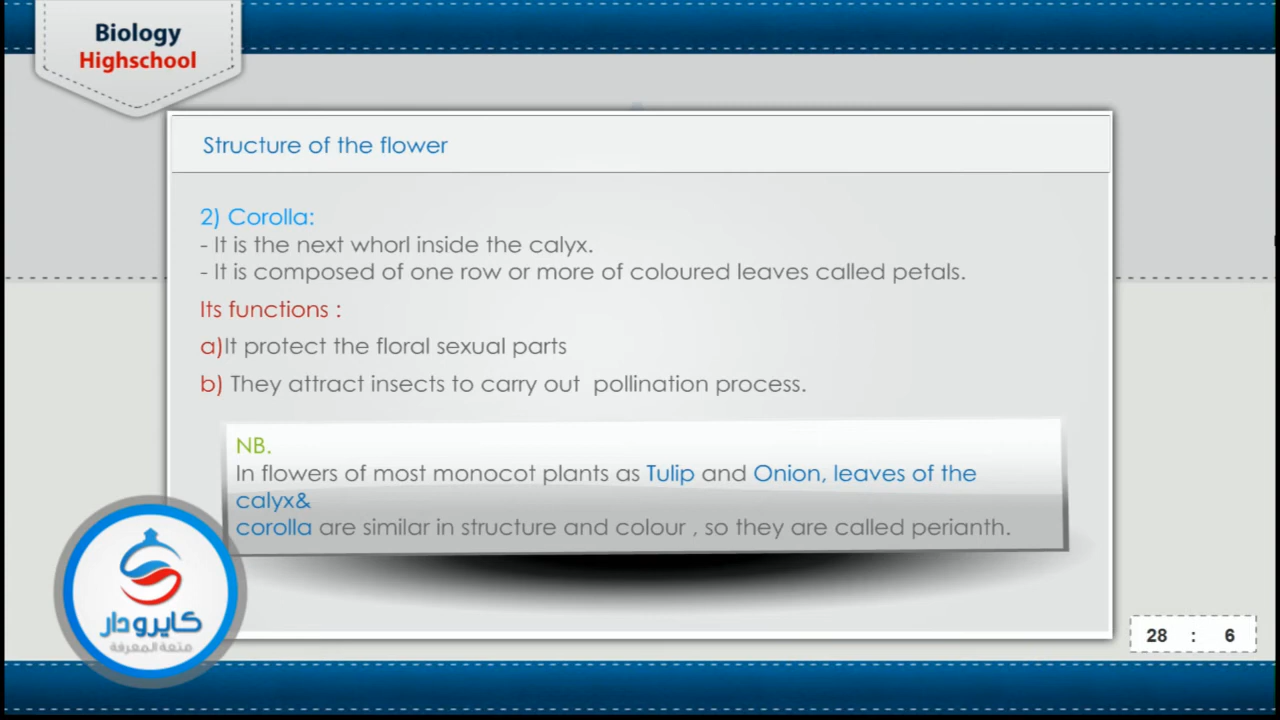 Biology
Highschool
Structure of the flower
2) Corolla:
- It is the next whorl inside the calyx.
- It is composed of one row or more of coloured leaves called petals.
Its functions :
a)It protect the floral sexual parts
b) They attract insects to carry out  pollination process.
NB.
In flowers of most monocot plants as Tulip and Onion, leaves of the
calyx&
corolla are similar in structure and colour , so they are called perianth.
كايرودار
متعة المعرفة
28 : 6